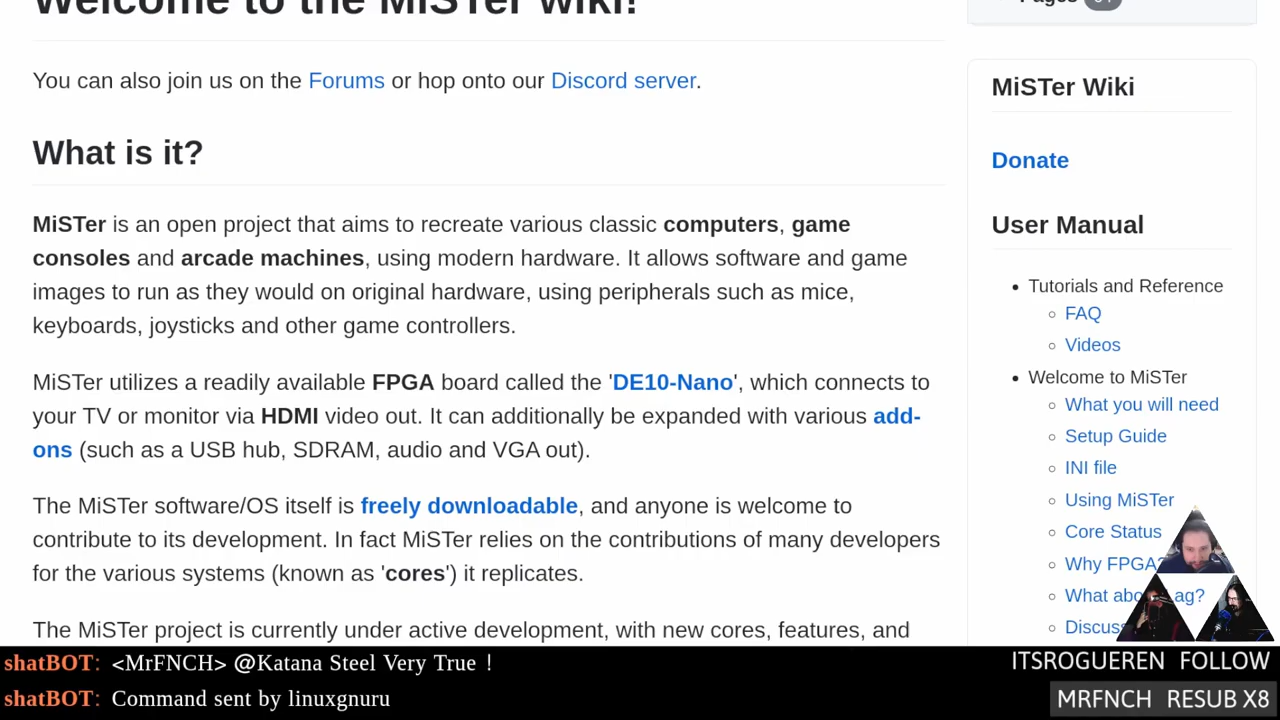 Welcome to the MiSTer wiki!
Pages
You can also join us on the Forums or hop onto our Discord server.
What is it?
MiSTer is an open project that aims to recreate various classic computers, game
consoles and arcade machines, using modern hardware. It allows software and game
images to run as they would on original hardware, using peripherals such as mice,
keyboards, joysticks and other game controllers.
MiSTer utilizes a readily available FPGA board called the 'DE10-Nano', which connects to
your TV or monitor via HDMI video out. It can additionally be expanded with various add-
ons (such as a USB hub, SDRAM, audio and VGA out).
The MiSTer software/OS itself is freely downloadable, and anyone is welcome to
contribute to its development. In fact MiSTer relies on the contributions of many developers
for the various systems (known as 'cores') it replicates.
The MiSTer project is currently under active development, with new cores, features, and
MiSTer Wiki
Donate
User Manual
Tutorials and Reference
FAQ
Videos
Welcome to MiSTer
What you will need
Setup Guide
INI file
Using MiSTer
Core Status
Why FPGA?
What abo ag?
Discus
shatBOT: <MrFNCH> @Katana Steel Very True !
shatBOT: Command sent by linuxgnuru
ITSROGUEREN FOLLOW
MRFNCH RESUB X8